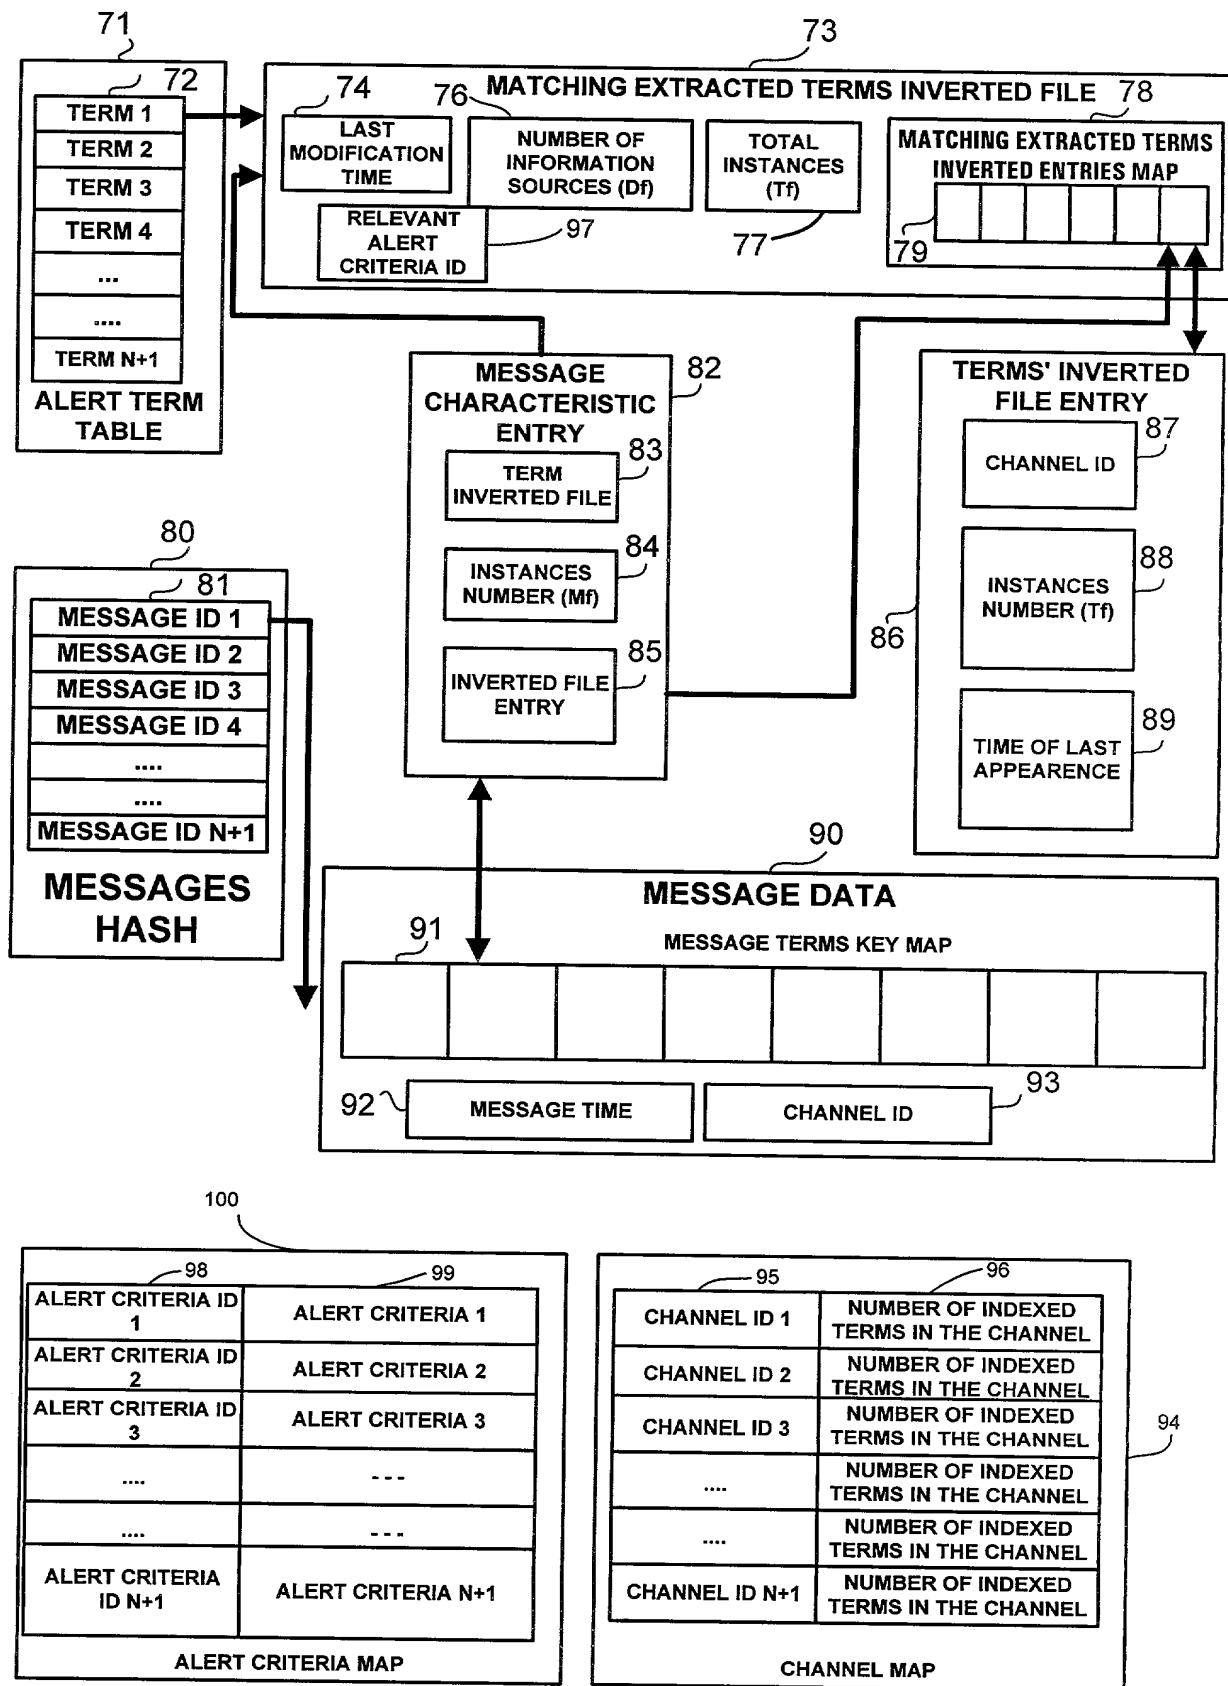 71
72
TERM 1
TERM 2
TERM 3
TERM 4
...
....
TERM N+1
ALERT TERM
TABLE
73
MATCHING EXTRACTED TERMS INVERTED FILE
74
LAST
MODIFICATION
TIME
76
NUMBER OF
INFORMATION
SOURCES (Df)
TOTAL
INSTANCES
(Tf)
77
78
MATCHING EXTRACTED TERMS
INVERTED ENTRIES MAP
79
RELEVANT
ALERT
CRITERIA ID
97
MESSAGE
CHARACTERISTIC
ENTRY
82
TERM
INVERTED FILE
83
INSTANCES
NUMBER (Mf)
84
INVERTED FILE
ENTRY
85
TERMS' INVERTED
FILE ENTRY
CHANNEL ID
87
INSTANCES
NUMBER (Tf)
88
86
TIME OF LAST
APPEARENCE
89
80
81
MESSAGE ID 1
MESSAGE ID 2
MESSAGE ID 3
MESSAGE ID 4
....
....
MESSAGE ID N+1
MESSAGES
HASH
90
MESSAGE DATA
91
MESSAGE TERMS KEY MAP
92
MESSAGE TIME
CHANNEL ID
93
100
98
99
ALERT CRITERIA ID
1
ALERT CRITERIA 1
ALERT CRITERIA ID
2
ALERT CRITERIA 2
ALERT CRITERIA ID
3
ALERT CRITERIA 3
....
- - -
....
- - -
ALERT CRITERIA
ID N+1
ALERT CRITERIA N+1
ALERT CRITERIA MAP
95
96
CHANNEL ID 1
NUMBER OF INDEXED
TERMS IN THE CHANNEL
CHANNEL ID 2
NUMBER OF INDEXED
TERMS IN THE CHANNEL
CHANNEL ID 3
NUMBER OF INDEXED
TERMS IN THE CHANNEL
94
....
NUMBER OF INDEXED
TERMS IN THE CHANNEL
....
NUMBER OF INDEXED
TERMS IN THE CHANNEL
CHANNEL ID N+1
NUMBER OF INDEXED
TERMS IN THE CHANNEL
CHANNEL MAP